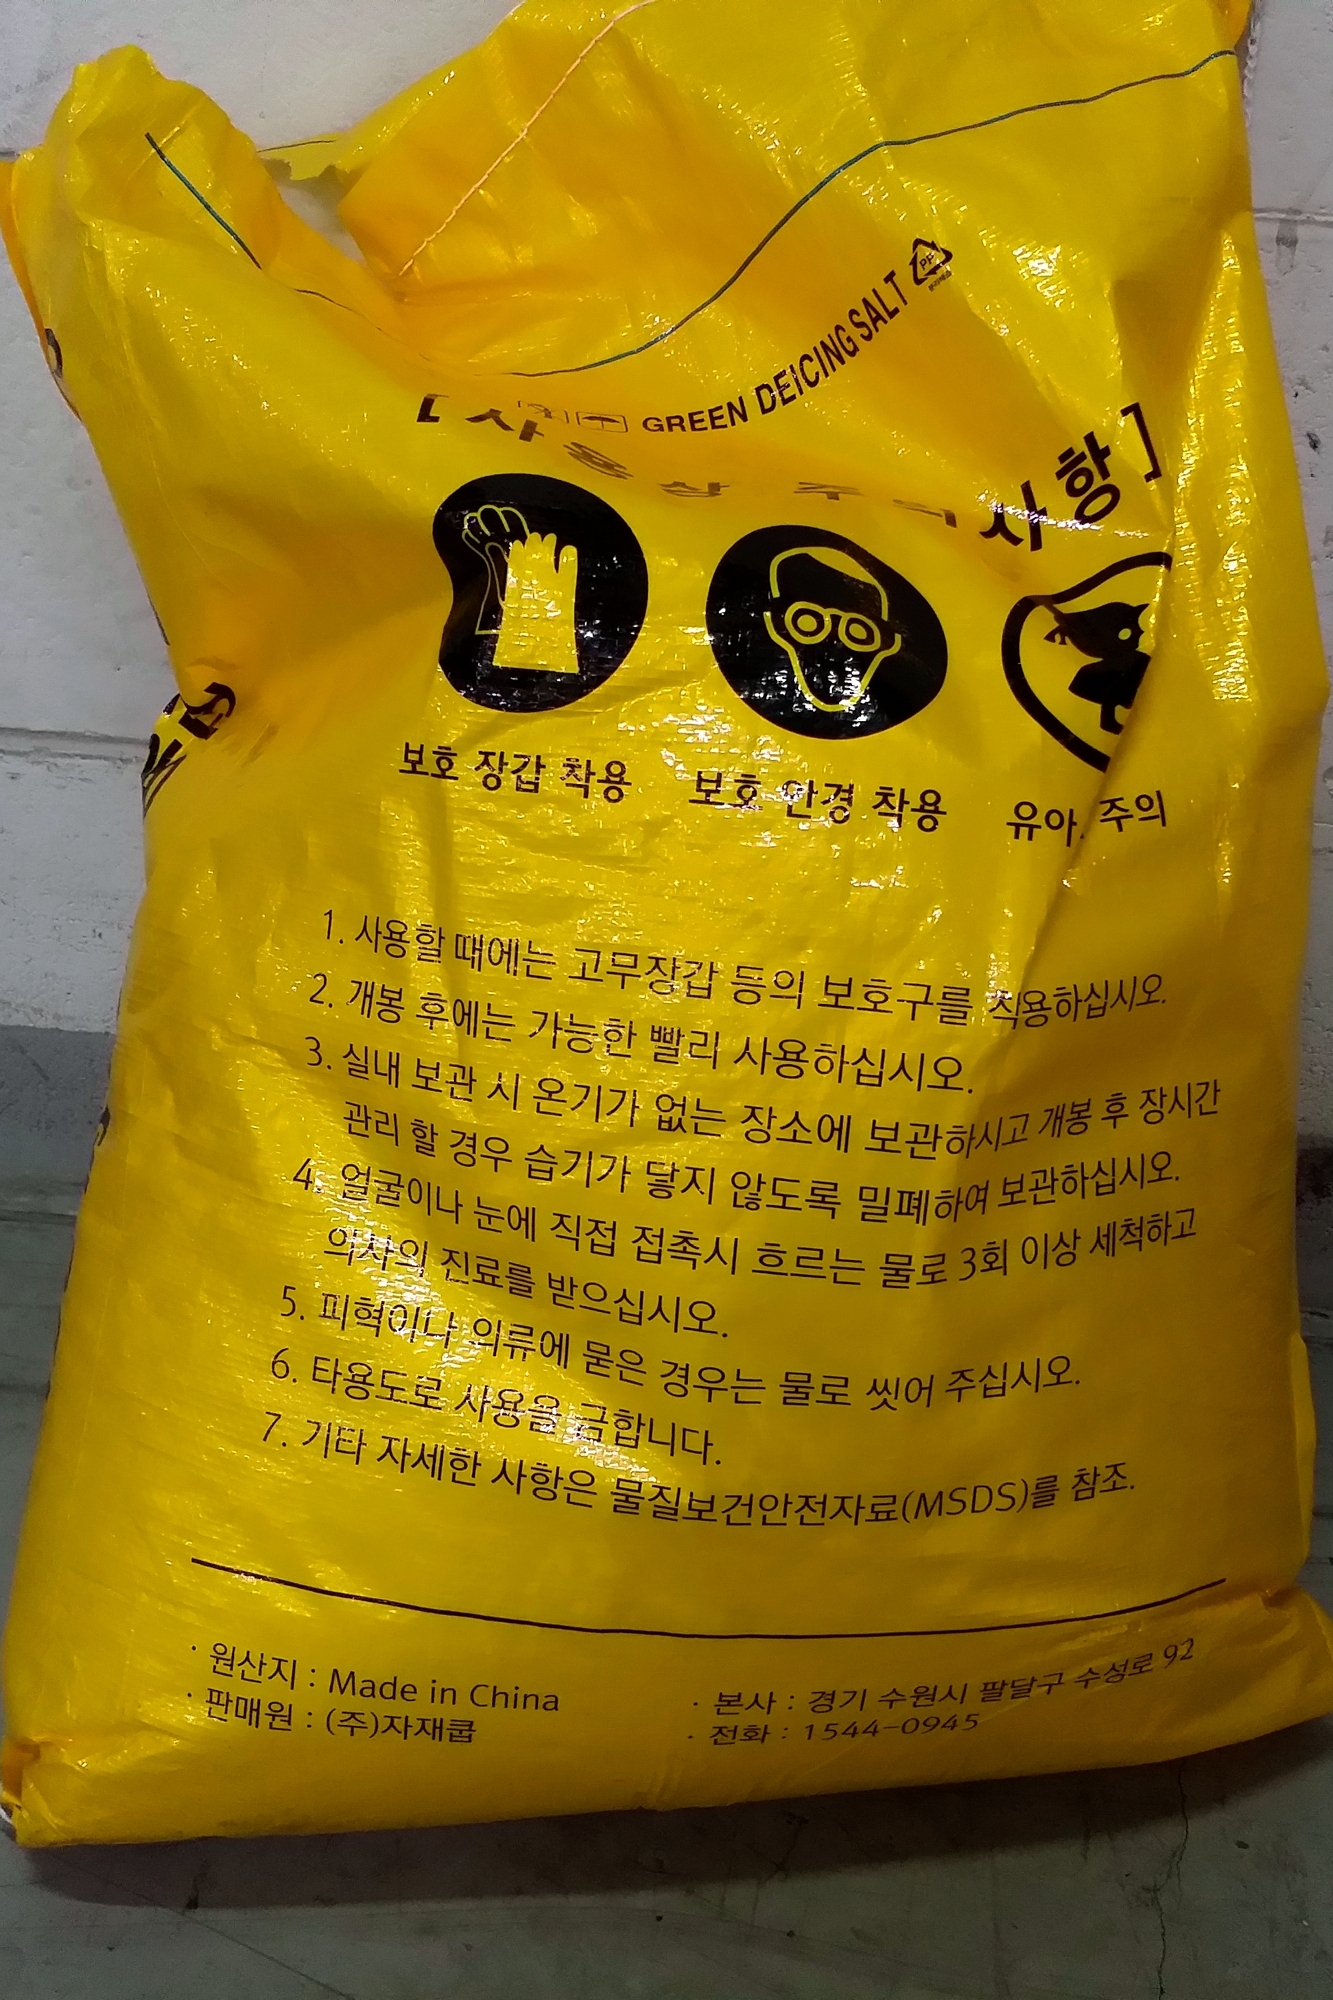 GREEN DEICING SALT
PP
[사용상 주의사항]
보호 장갑 착용
보호 안경 착용
유아 주의
1. 사용할 때에는 고무장갑 등의 보호구를 착용하십시오.
2. 개봉 후에는 가능한 빨리 사용하십시오.
3. 실내 보관 시 온기가 없는 장소에 보관하시고 개봉 후 장시간
관리 할 경우 습기가 닿지 않도록 밀폐하여 보관하십시오.
4. 얼굴이나 눈에 직접 접촉시 흐르는 물로 3회 이상 세척하고
의사의 진료를 받으십시오.
5. 피혁이나 의류에 묻은 경우는 물로 씻어 주십시오.
6. 타용도로 사용을 금합니다.
7. 기타 자세한 사항은 물질보건안전자료(MSDS)를 참조.
· 원산지 : Made in China
· 판매원 : (주)자재쿱
· 본사 : 경기 수원시 팔달구 수성로 92
· 전화 : 1544-0945